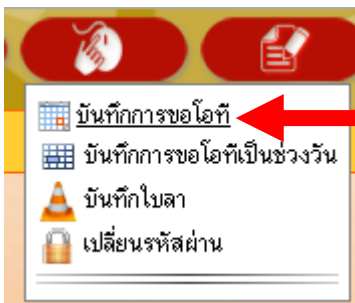 บันทึกการขอโอที
บันทึกการขอโอทีเป็นช่วงวัน
บันทึกใบลา
เปลี่ยนรหัสผ่าน